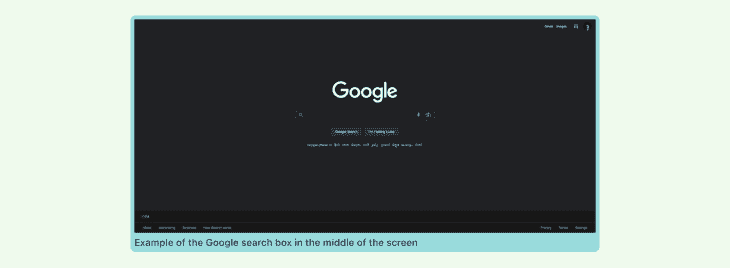 Gmail Images
Google
Google Search I'm Feeling Lucky
India
About Advertising Business How Search works
Privacy Terms Settings
Example of the Google search box in the middle of the screen